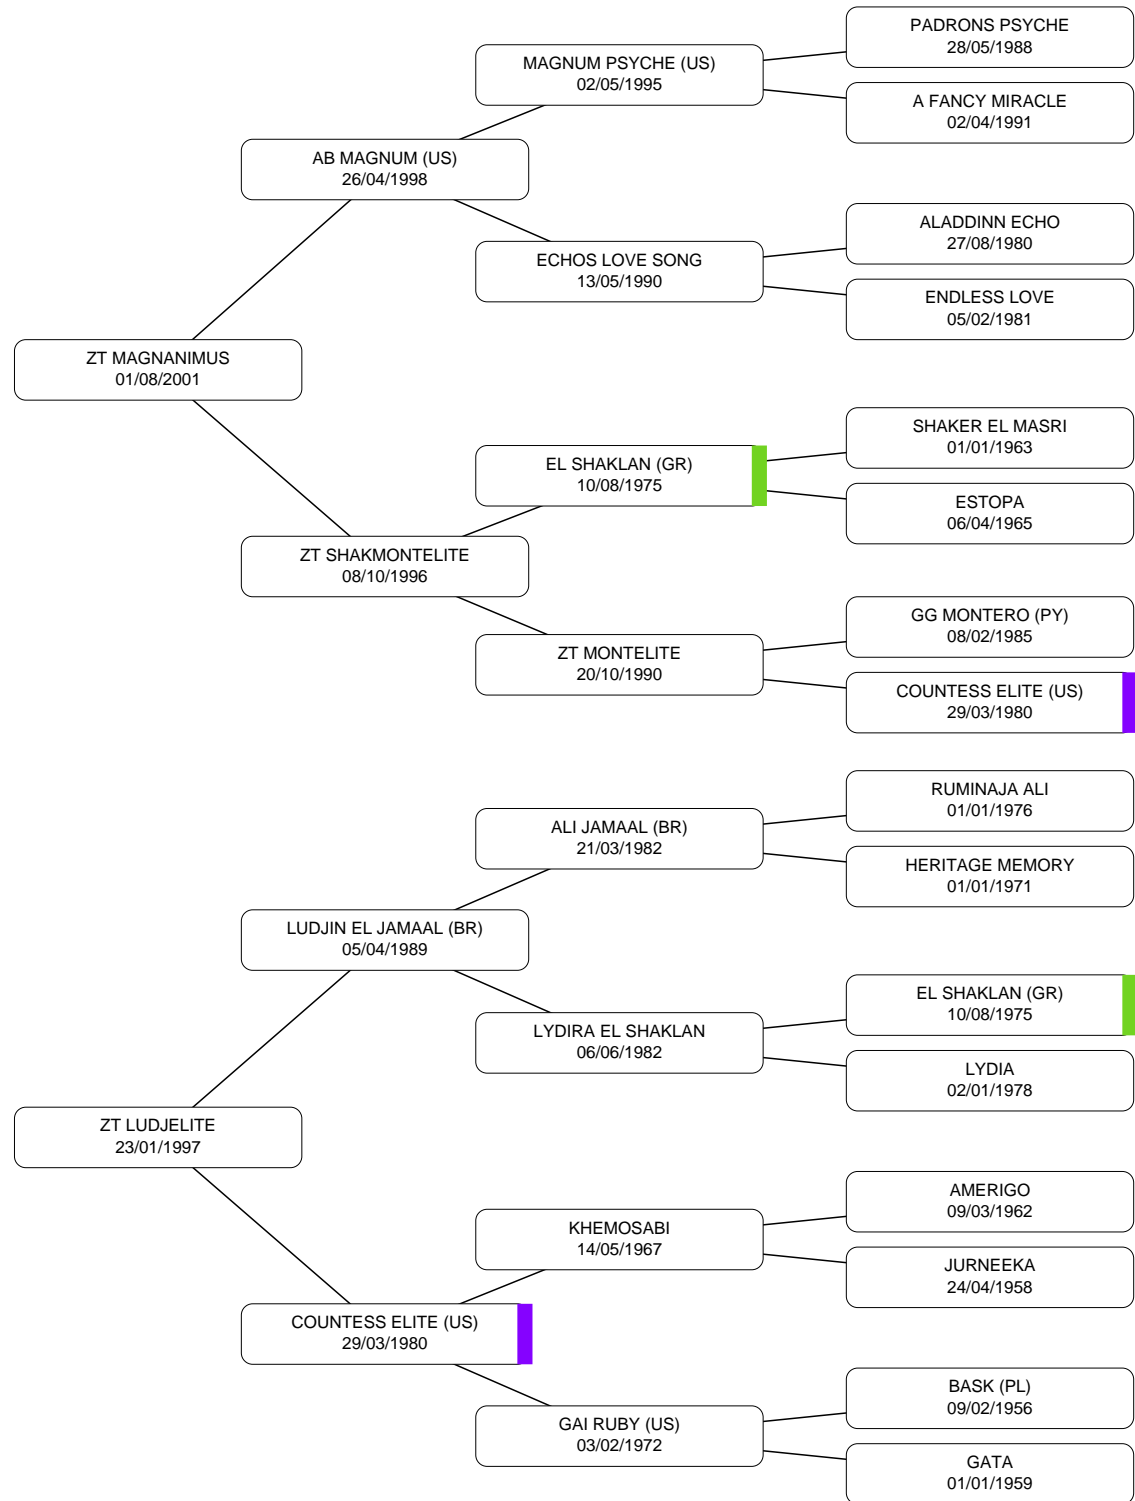 PADRONS PSYCHE
28/05/1988
MAGNUM PSYCHE (US)
02/05/1995
A FANCY MIRACLE
02/04/1991
AB MAGNUM (US)
26/04/1998
ALADDINN ECHO
27/08/1980
ECHOS LOVE SONG
13/05/1990
ENDLESS LOVE
05/02/1981
ZT MAGNANIMUS
01/08/2001
SHAKER EL MASRI
01/01/1963
EL SHAKLAN (GR)
10/08/1975
ESTOPA
06/04/1965
ZT SHAKMONTELITE
08/10/1996
GG MONTERO (PY)
08/02/1985
ZT MONTELITE
20/10/1990
COUNTESS ELITE (US)
29/03/1980
RUMINAJA ALI
01/01/1976
ALI JAMAAL (BR)
21/03/1982
HERITAGE MEMORY
01/01/1971
LUDJIN EL JAMAAL (BR)
05/04/1989
EL SHAKLAN (GR)
10/08/1975
LYDIRA EL SHAKLAN
06/06/1982
LYDIA
02/01/1978
ZT LUDJELITE
23/01/1997
AMERIGO
09/03/1962
KHEMOSABI
14/05/1967
JURNEEKA
24/04/1958
COUNTESS ELITE (US)
29/03/1980
BASK (PL)
09/02/1956
GAI RUBY (US)
03/02/1972
GATA
01/01/1959